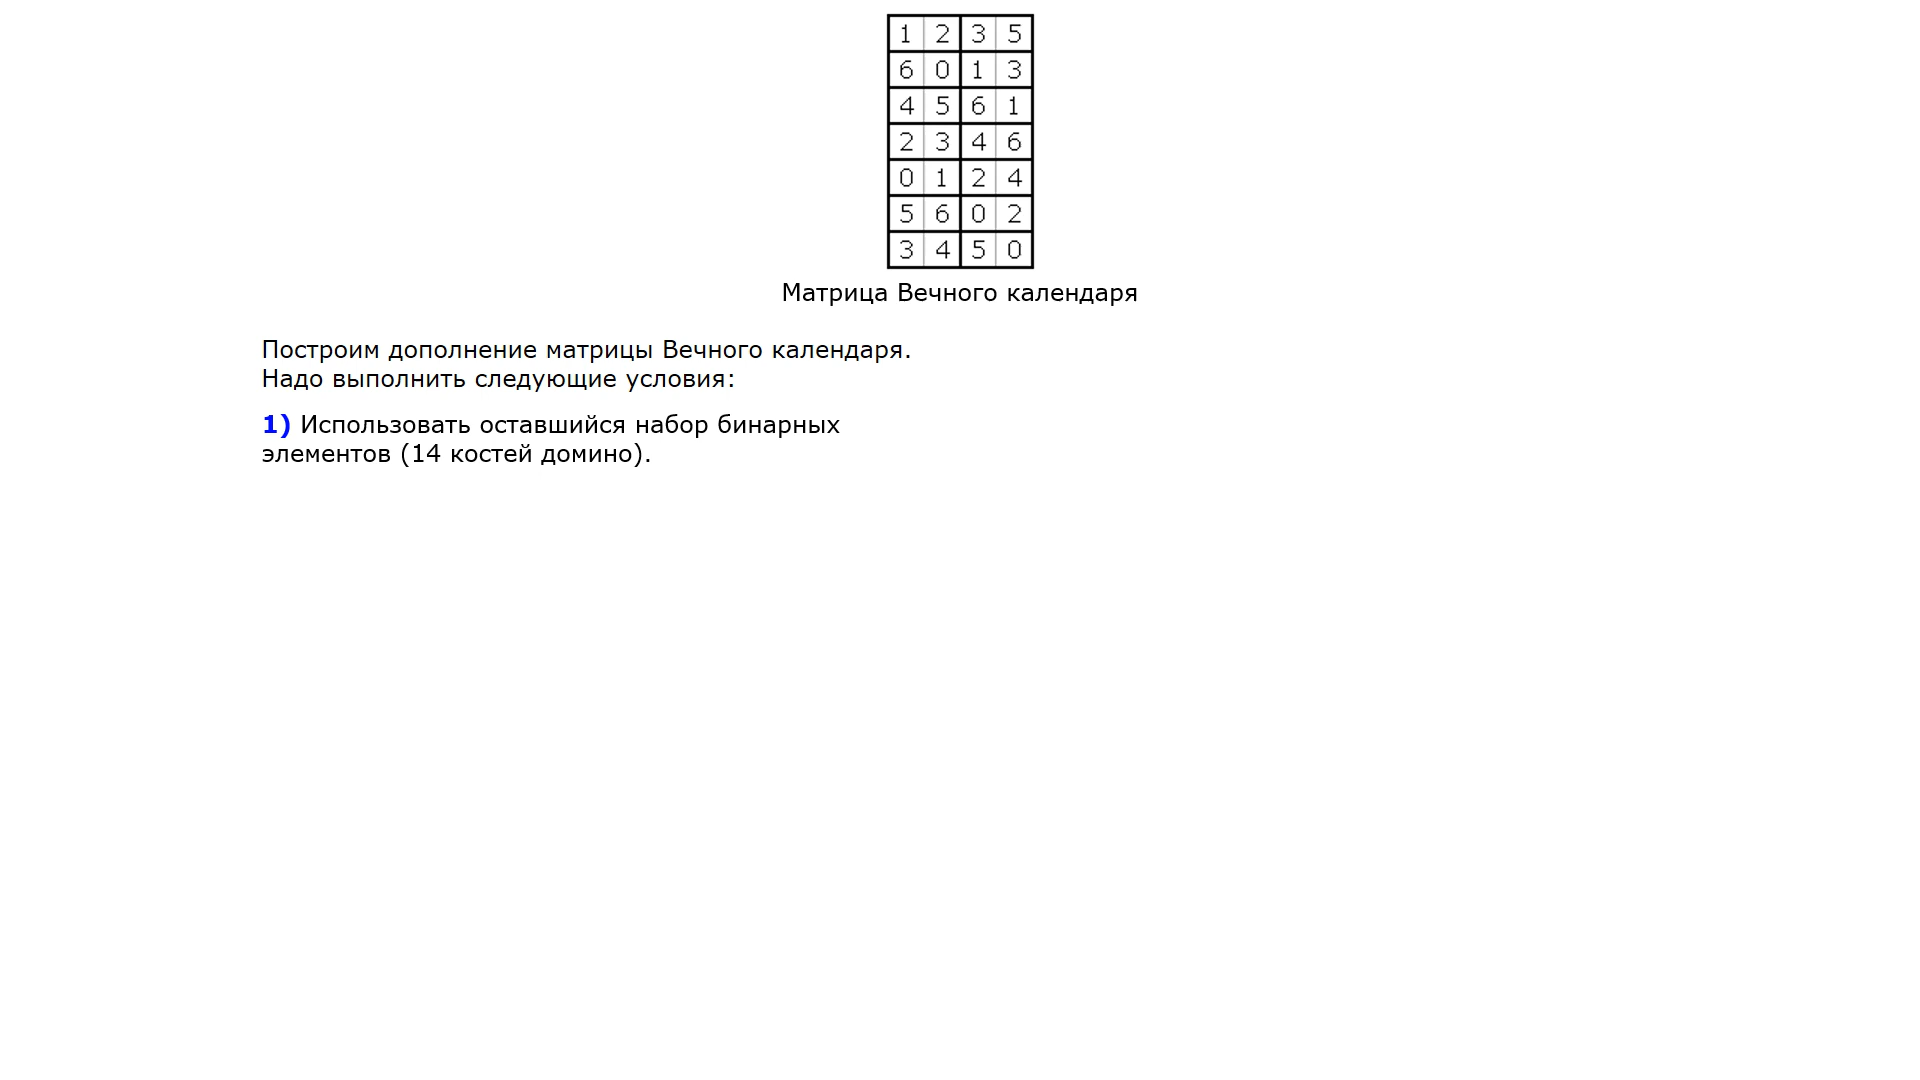 1 2 3 5
6 0 1 3
4 5 6 1
2 3 4 6
0 1 2 4
5 6 0 2
3 4 5 0
Матрица Вечного календаря
Построим дополнение матрицы Вечного календаря.
Надо выполнить следующие условия:
1) Использовать оставшийся набор бинарных
элементов (14 костей домино).